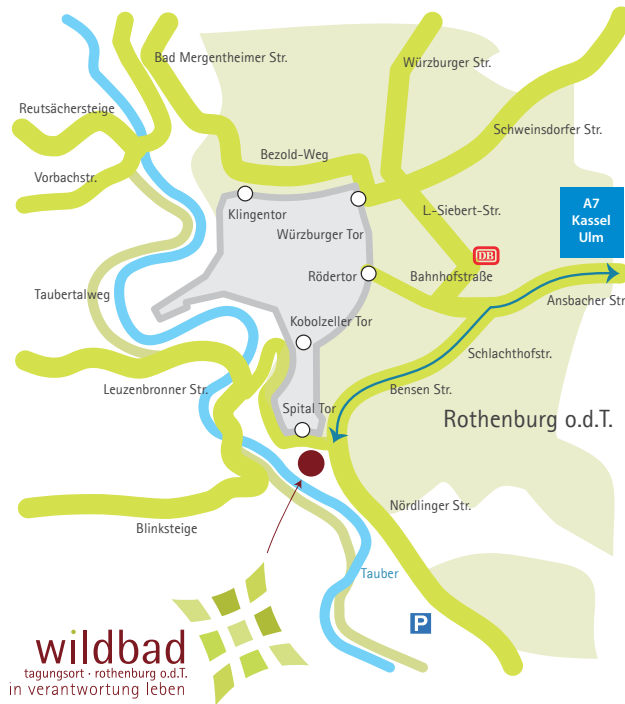 Bad Mergentheimer Str.
Würzburger Str.
Reutsächersteige
Schweinsdorfer Str.
Bezold-Weg
Vorbachstr.
A7
Kassel
Ulm
Klingentor
L.-Siebert-Str.
Würzburger Tor
DB
Rödertor
Bahnhofstraße
Taubertalweg
Ansbacher Str
Kobolzeller Tor
Schlachthofstr.
Leuzenbronner Str.
Bensen Str.
Spital Tor
Rothenburg o.d.T.
Nördlinger Str.
Blinksteige
Tauber
P
wildbad
tagungsort · rothenburg o.d.T.
in verantwortung leben